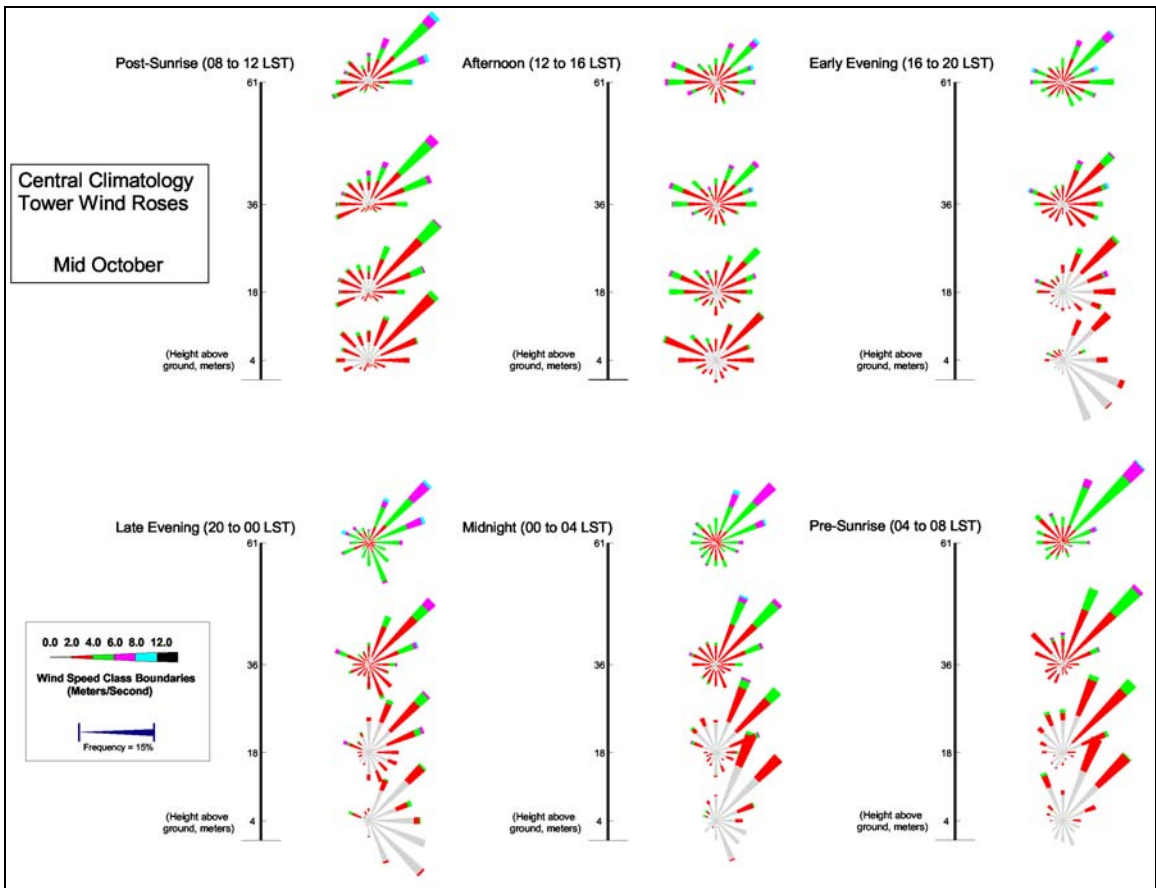 Post-Sunrise (08 to 12 LST)
61
36
18
(Height above
ground, meters)
4
Afternoon (12 to 16 LST)
61
36
18
(Height above
ground, meters)
4
Early Evening (16 to 20 LST)
61
36
18
(Height above
ground, meters)
4
Central Climatology
Tower Wind Roses
Mid October
Late Evening (20 to 00 LST)
61
36
18
(Height above
ground, meters)
4
Midnight (00 to 04 LST)
61
36
18
(Height above
ground, meters)
4
Pre-Sunrise (04 to 08 LST)
61
36
18
(Height above
ground, meters)
4
0.0 2.0 4.0 6.0 8.0 12.0
Wind Speed Class Boundaries
(Meters/Second)
Frequency = 15%